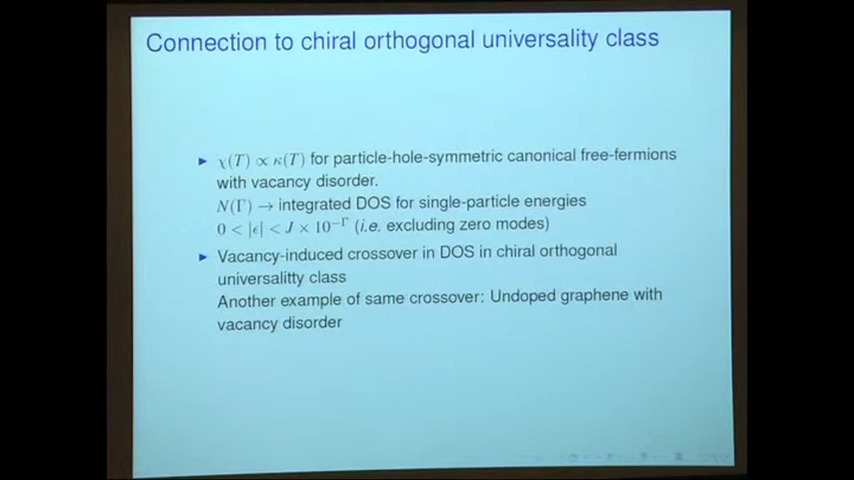 Connection to chiral orthogonal universality class
▶ χ(T) ∝ κ(T) for particle-hole-symmetric canonical free-fermions
with vacancy disorder.
N(Γ) → integrated DOS for single-particle energies
0 < |ϵ| < J × 10^{−Γ} (i.e. excluding zero modes)
▶ Vacancy-induced crossover in DOS in chiral orthogonal
universalitty class
Another example of same crossover: Undoped graphene with
vacancy disorder